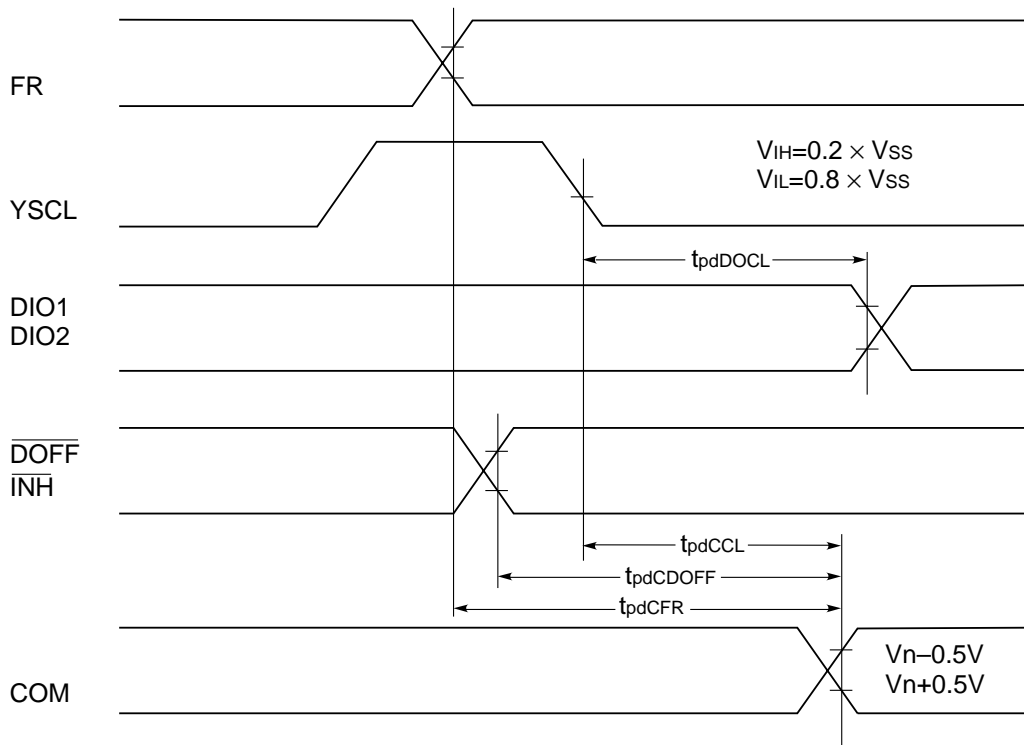 FR
YSCL
VIH=0.2 × VSS
VIL=0.8 × VSS
tpdDOCL
DIO1
DIO2
DOFF
INH
tpdCCL
tpdCDOFF
tpdCFR
COM
Vn–0.5V
Vn+0.5V